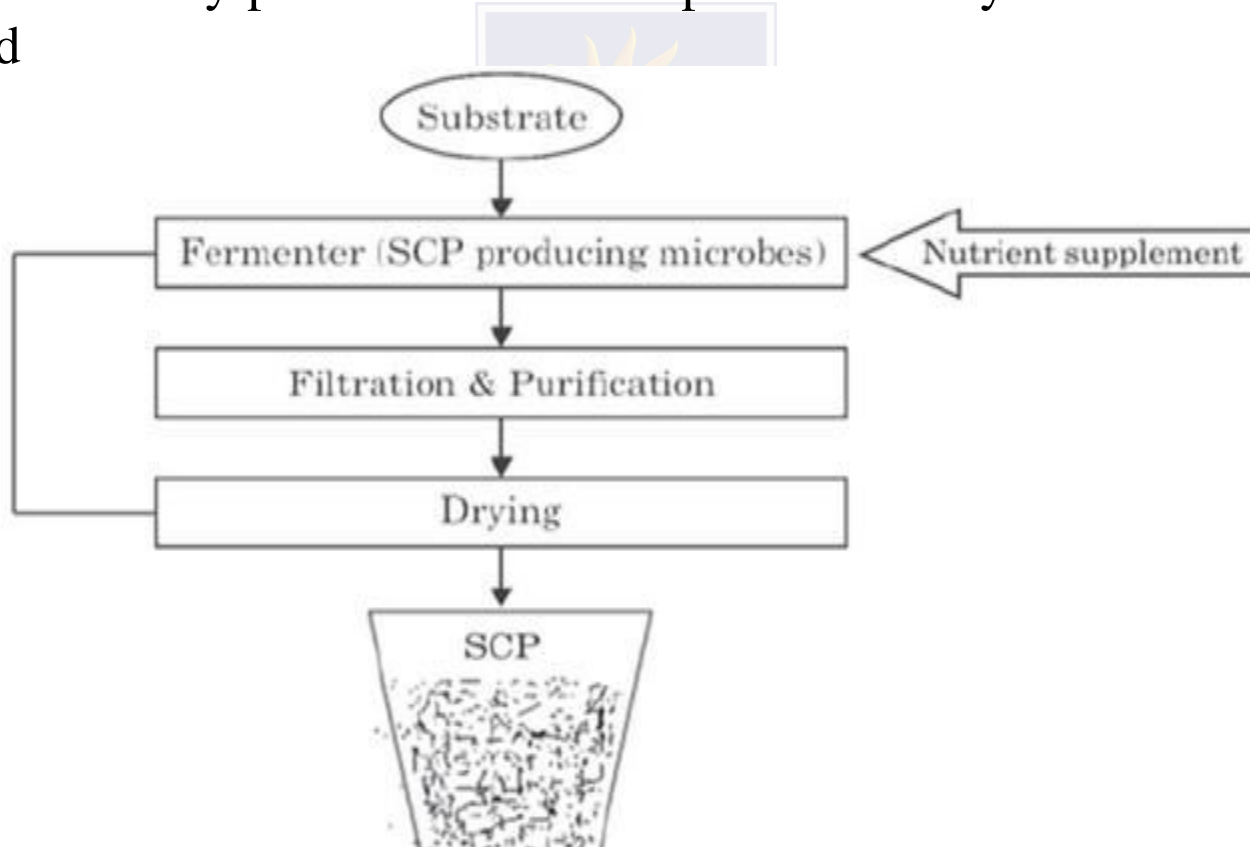 d
Substrate
Fermenter (SCP producing microbes)
Nutrient supplement
Filtration & Purification
Drying
SCP